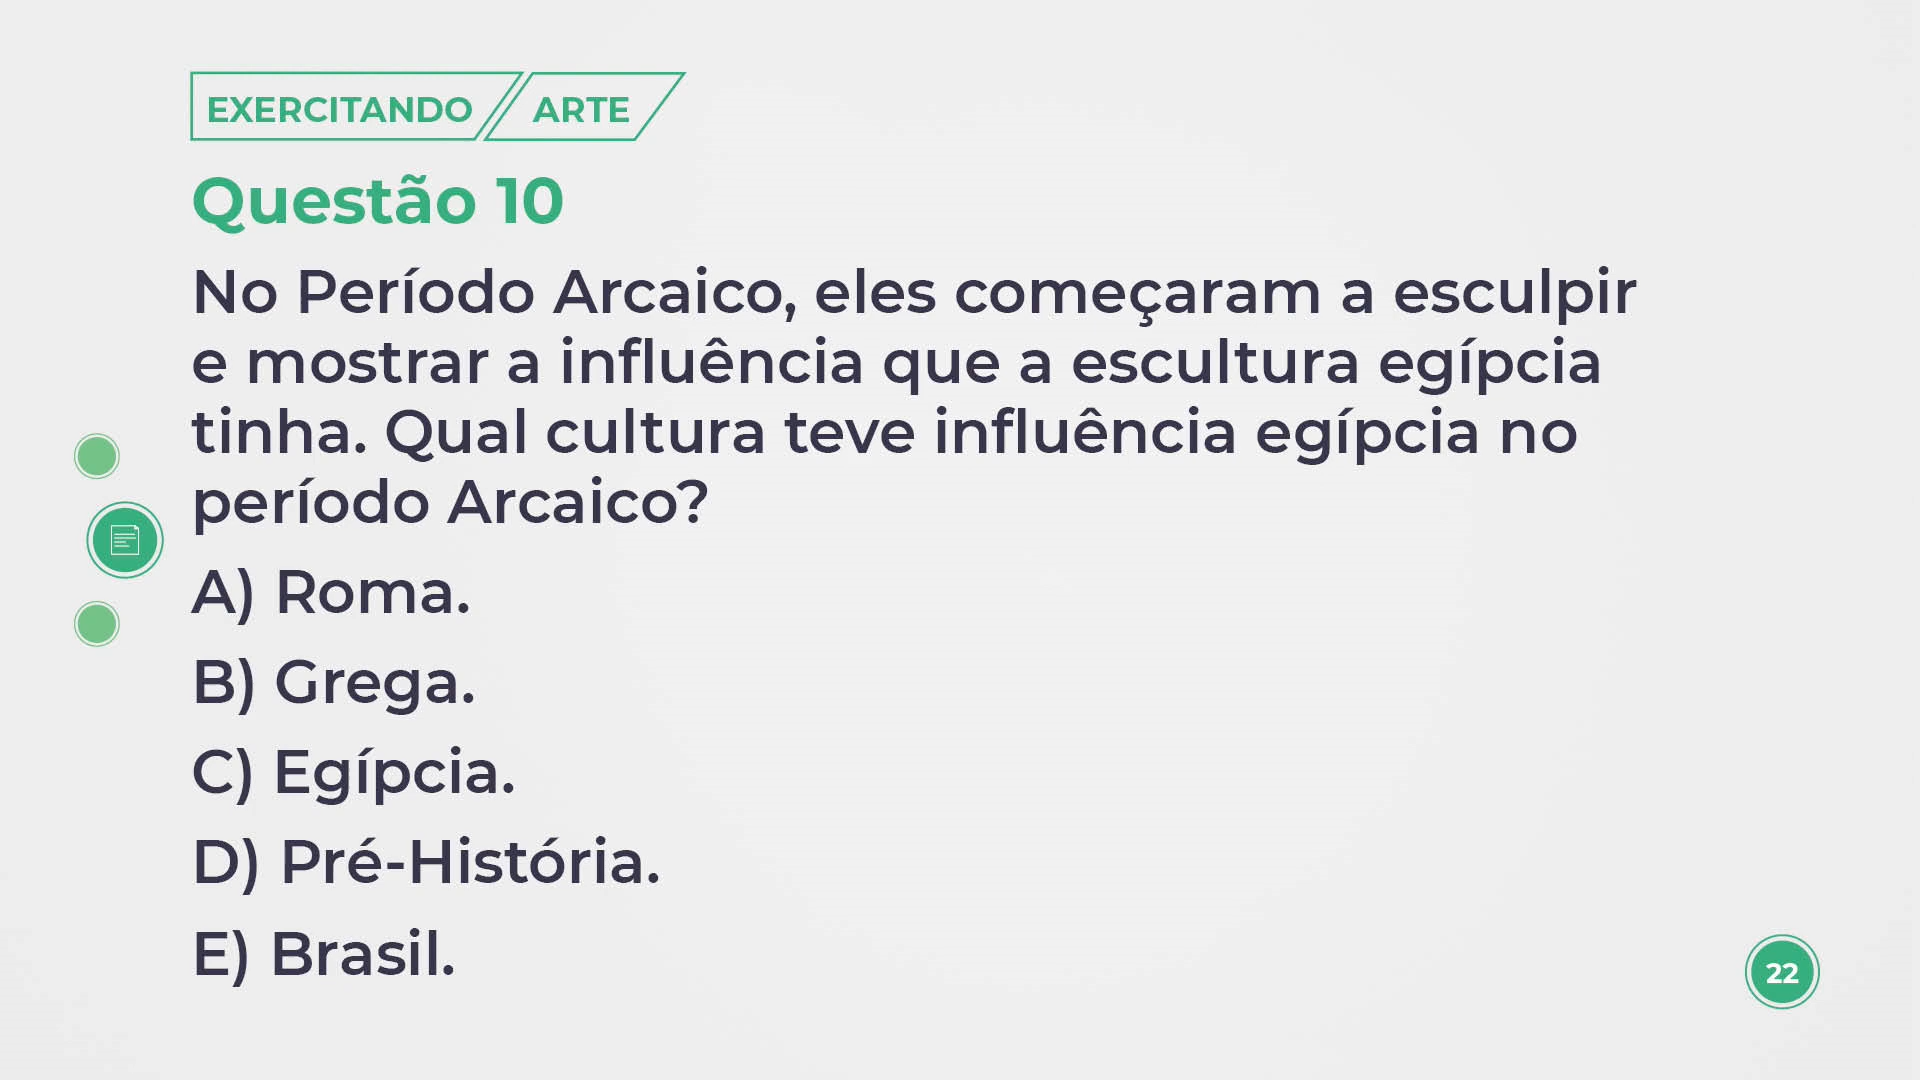 EXERCITANDO ARTE
Questão 10
No Período Arcaico, eles começaram a esculpir
e mostrar a influência que a escultura egípcia
tinha. Qual cultura teve influência egípcia no
período Arcaico?
A) Roma.
B) Grega.
C) Egípcia.
D) Pré-História.
E) Brasil.
22